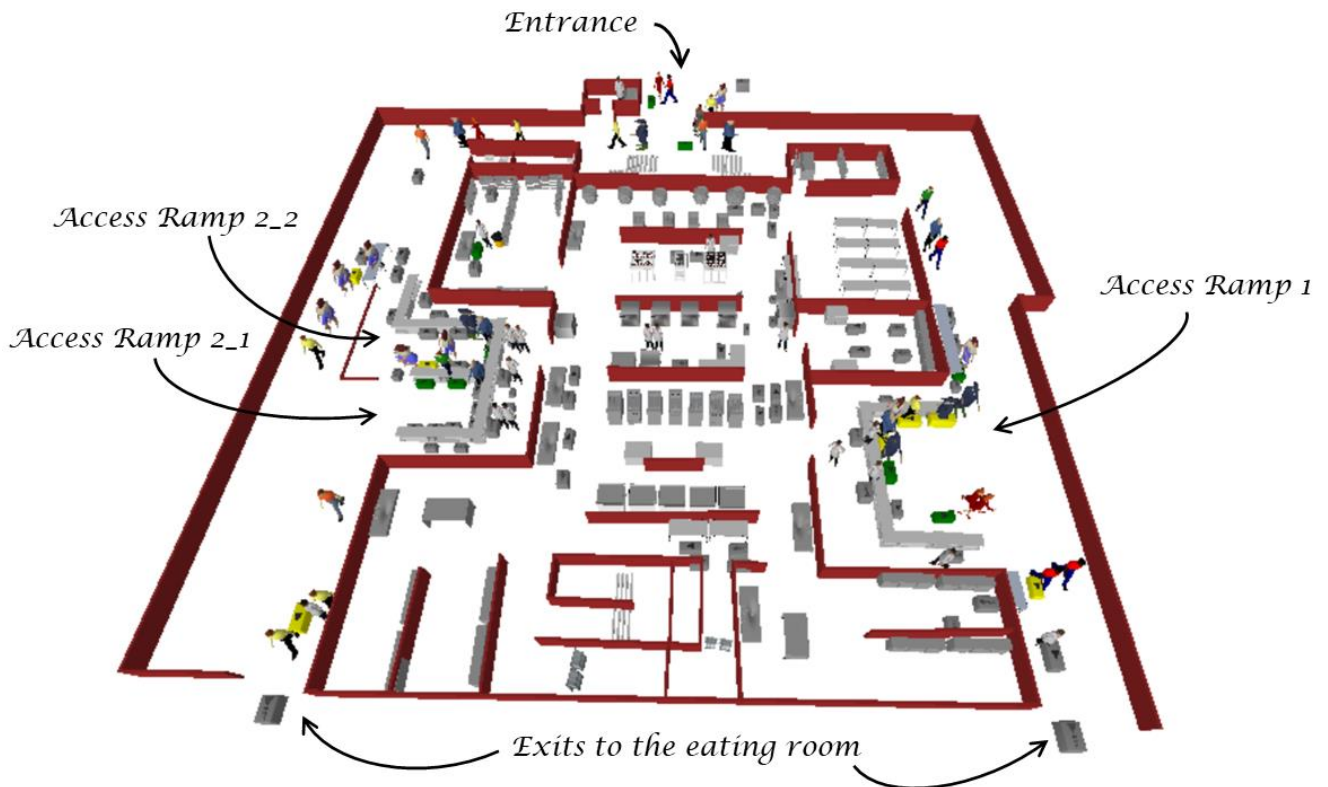 Entrance
Access Ramp 2_2
Access Ramp 1
Access Ramp 2_1
Exits to the eating room